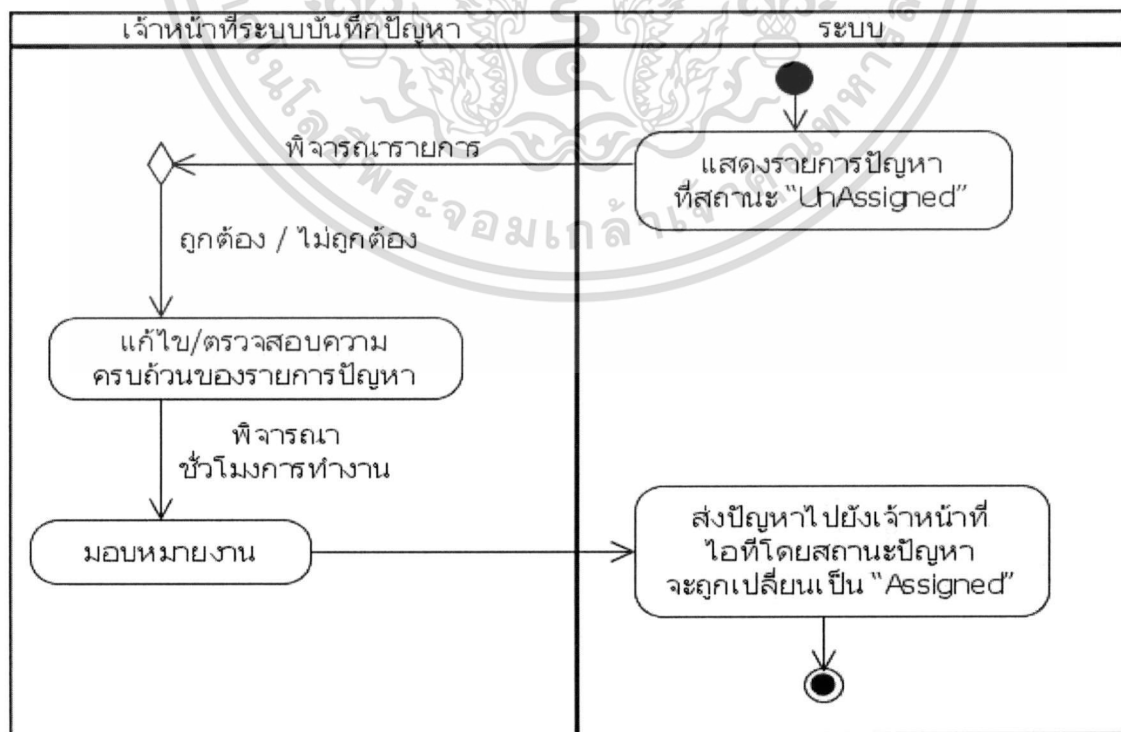 เจ้าหน้าที่ระบบบันทึกปัญหา
ระบบ
แสดงรายการปัญหา
ที่สถานะ “UnAssigned”
พิจารณารายการ
ถูกต้อง / ไม่ถูกต้อง
แก้ไข/ตรวจสอบความ
ครบถ้วนของรายการปัญหา
พิจารณา
ชั่วโมงการทำงาน
มอบหมายงาน
ส่งปัญหาไปยังเจ้าหน้าที่
ไอทีโดยสถานะปัญหา
จะถูกเปลี่ยนเป็น “Assigned”